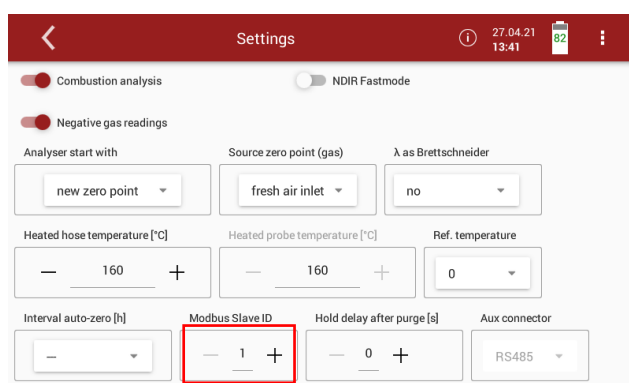 Settings
27.04.21
13:41
82
Combustion analysis
NDIR Fastmode
Negative gas readings
Analyser start with
Source zero point (gas)
λ as Brettschneider
new zero point
fresh air inlet
no
Heated hose temperature [°C]
Heated probe temperature [°C]
Ref. temperature
— 160 +
— 160 +
0
Interval auto-zero [h]
Modbus Slave ID
Hold delay after purge [s]
Aux connector
—
— 1 +
— 0 +
RS485